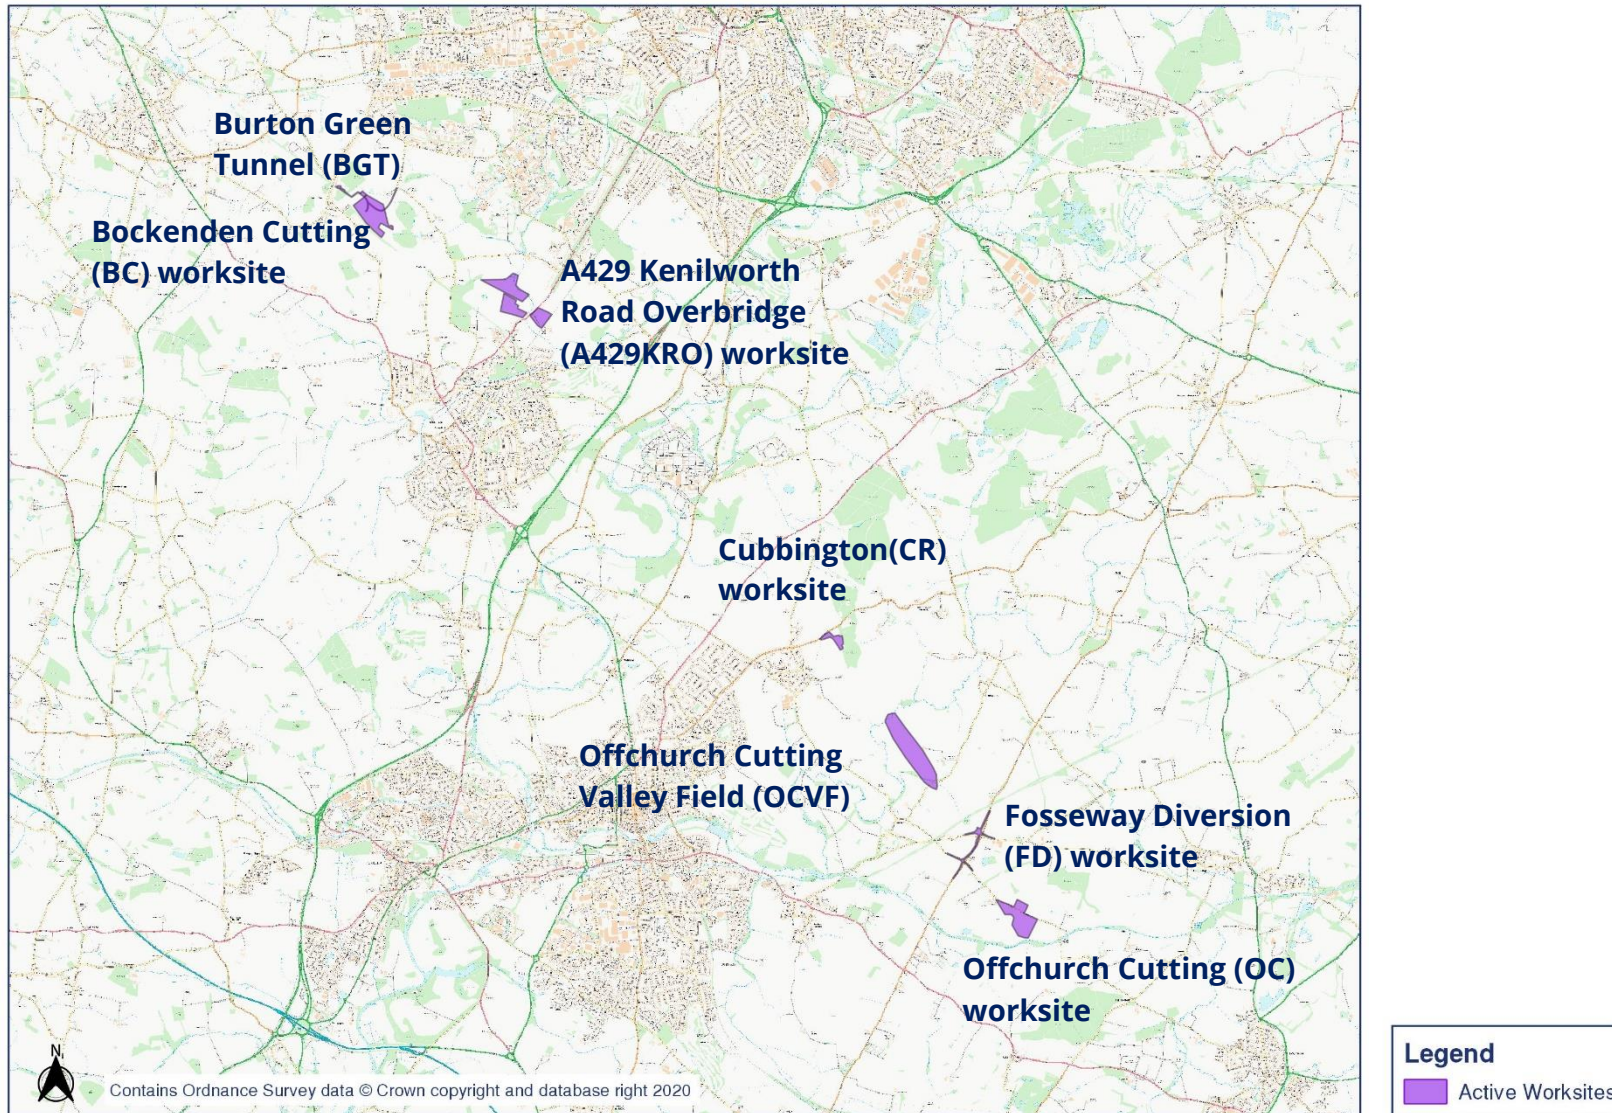 Burton Green
Tunnel (BGT)
Bockenden Cutting
(BC) worksite
A429 Kenilworth
Road Overbridge
(A429KRO) worksite
Cubbington(CR)
worksite
Offchurch Cutting
Valley Field (OCVF)
Fosseway Diversion
(FD) worksite
Offchurch Cutting (OC)
worksite
N
Contains Ordnance Survey data © Crown copyright and database right 2020
Legend
Active Worksites